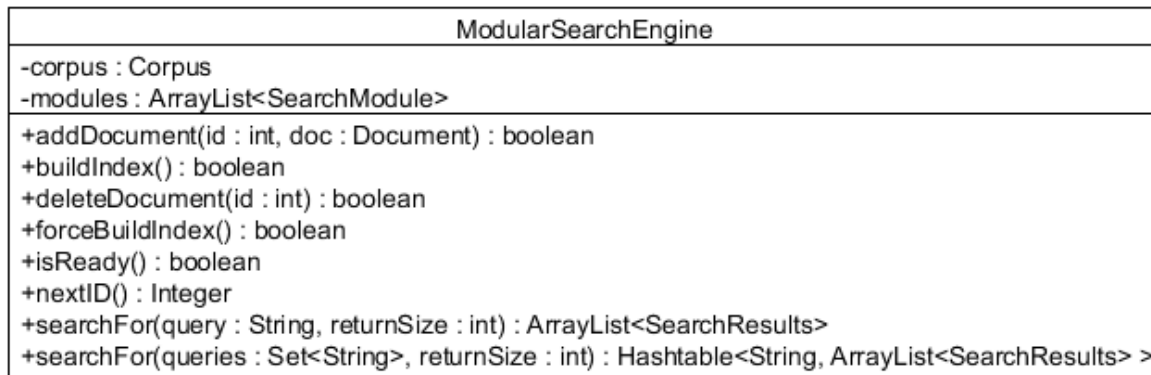 ModularSearchEngine
-corpus : Corpus
-modules : ArrayList<SearchModule>
+addDocument(id : int, doc : Document) : boolean
+buildIndex() : boolean
+deleteDocument(id : int) : boolean
+forceBuildIndex() : boolean
+isReady() : boolean
+nextID() : Integer
+searchFor(query : String, returnSize : int) : ArrayList<SearchResults>
+searchFor(queries : Set<String>, returnSize : int) : Hashtable<String, ArrayList<SearchResults> >